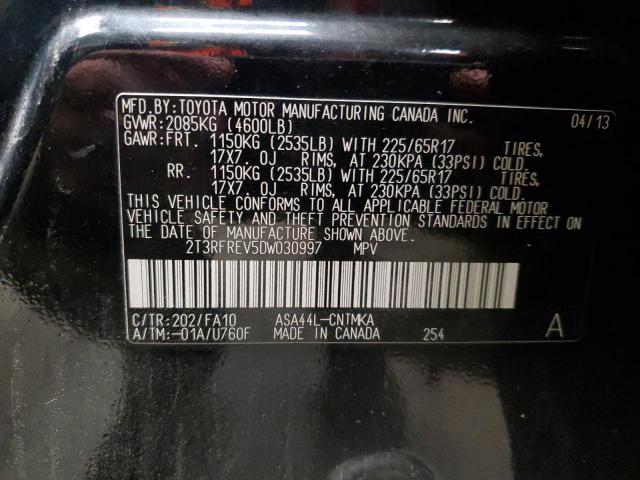 MFD. BY: TOYOTA MOTOR MANUFACTURING CANADA INC. 04/13
GVWR: 2085KG (4600LB)
GAWR: FRT. 1150KG (2535LB) WITH 225/65R17 TIRES,
17X7. 0J RIMS, AT 230KPA (33PSI) COLD.
RR. 1150KG (2535LB) WITH 225/65R17 TIRES,
17X7. 0J RIMS, AT 230KPA (33PSI) COLD.
THIS VEHICLE CONFORMS TO ALL APPLICABLE FEDERAL MOTOR
VEHICLE SAFETY AND THEFT PREVENTION STANDARDS IN EFFECT ON
THE DATE OF MANUFACTURE SHOWN ABOVE.
2T3RFREV5DW030997 MPV
C/TR: 202/FA10 ASA44L-CNTMKA
A/TM: -01A/U760F MADE IN CANADA 254 A